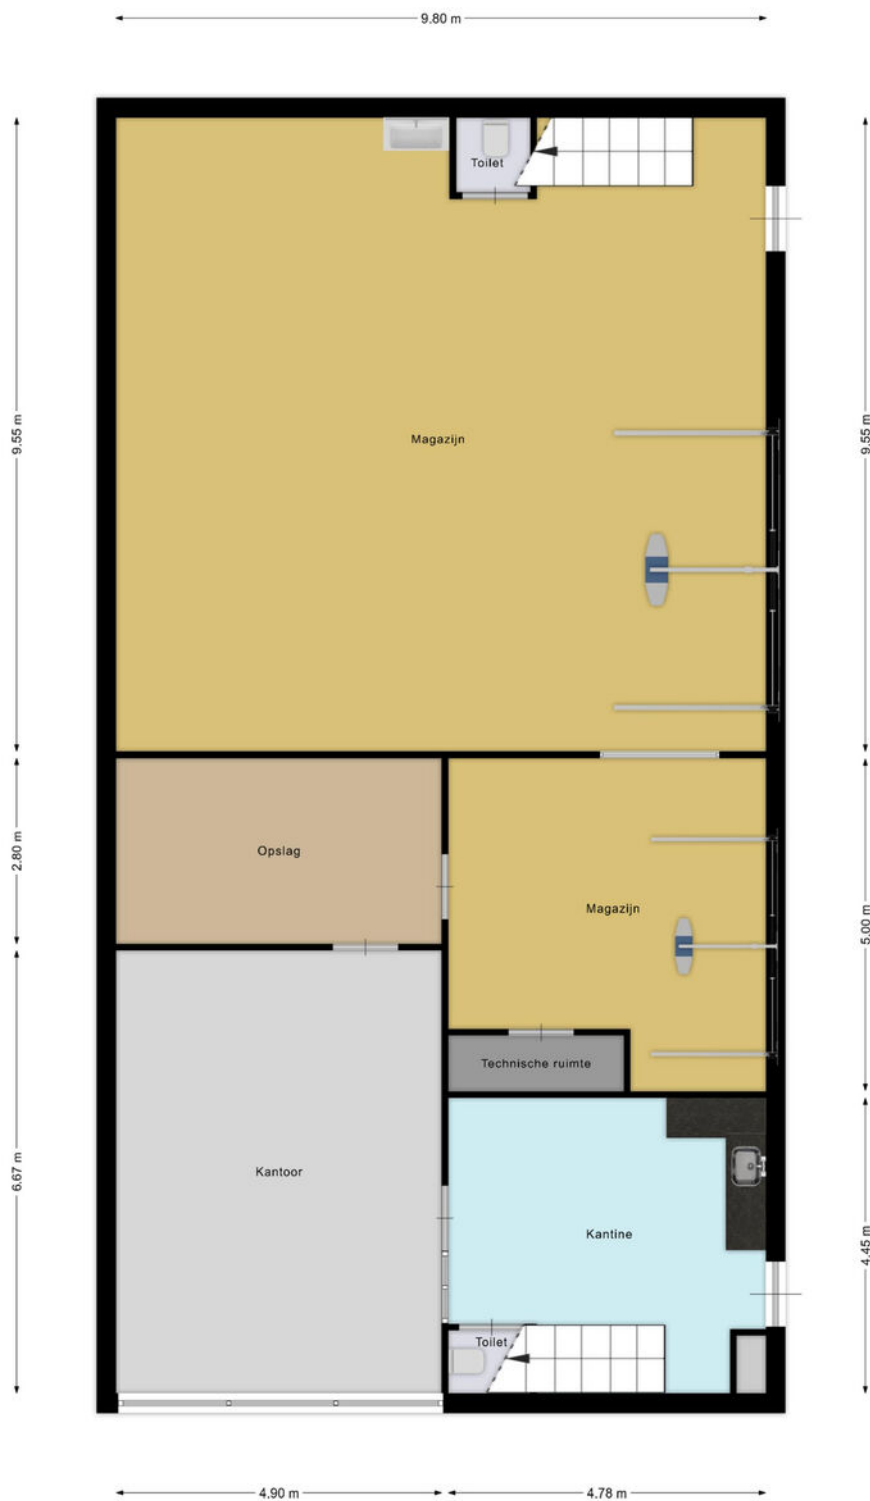 9.80 m
Toilet
9.55 m
Magazijn
9.55 m
2.80 m
Opslag
Magazijn
5.00 m
Technische ruimte
6.67 m
Kantoor
Kantine
4.45 m
Toilet
4.90 m
4.78 m